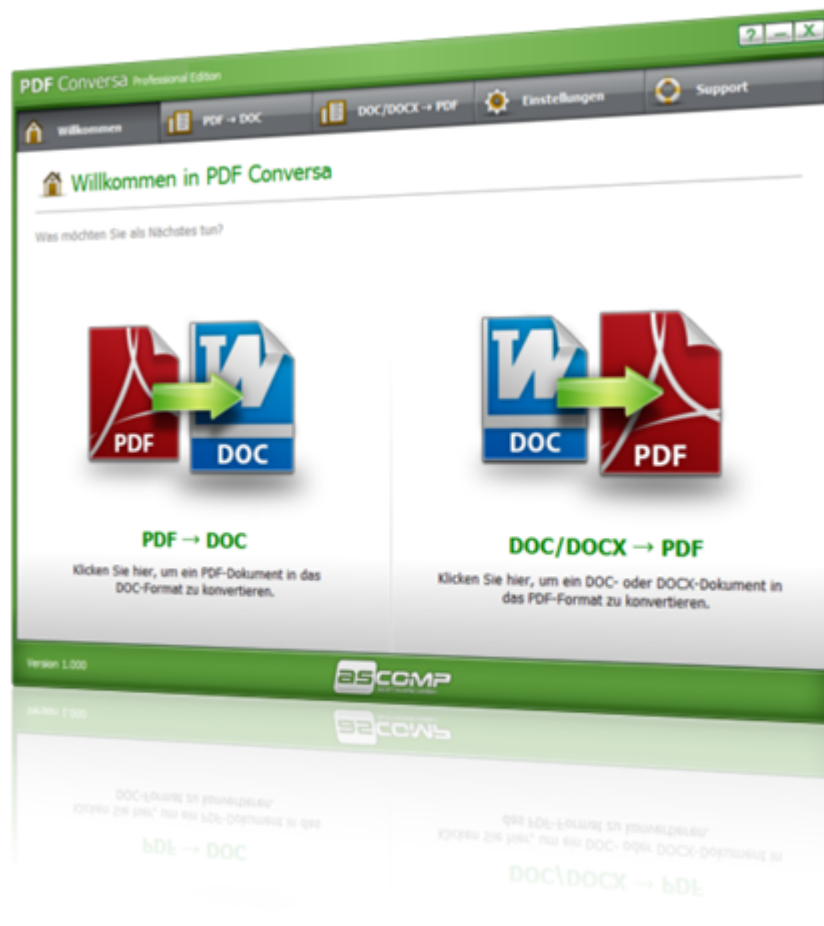 ? – X
PDF Conversa Professional Edition
Willkommen
PDF → DOC
DOC/DOCX → PDF
Einstellungen
Support
Willkommen in PDF Conversa
Was möchten Sie als Nächstes tun?
W
PDF
DOC
W
DOC
PDF
PDF → DOC
Klicken Sie hier, um ein PDF-Dokument in das
DOC-Format zu konvertieren.
DOC/DOCX → PDF
Klicken Sie hier, um ein DOC- oder DOCX-Dokument in
das PDF-Format zu konvertieren.
Version 1.000
ascomp